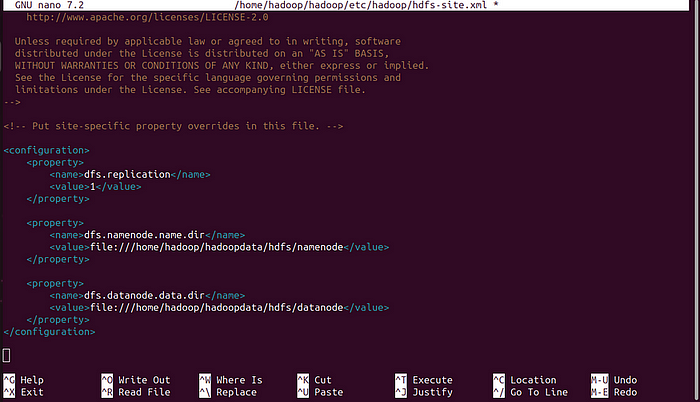 GNU nano 7.2 /home/hadoop/hadoop/etc/hadoop/hdfs-site.xml *
http://www.apache.org/licenses/LICENSE-2.0
Unless required by applicable law or agreed to in writing, software
distributed under the License is distributed on an "AS IS" BASIS,
WITHOUT WARRANTIES OR CONDITIONS OF ANY KIND, either express or implied.
See the License for the specific language governing permissions and
limitations under the License. See accompanying LICENSE file.
-->
<!-- Put site-specific property overrides in this file. -->
<configuration>
<property>
<name>dfs.replication</name>
<value>1</value>
</property>
<property>
<name>dfs.namenode.name.dir</name>
<value>file:///home/hadoop/hadoopdata/hdfs/namenode</value>
</property>
<property>
<name>dfs.datanode.data.dir</name>
<value>file:///home/hadoop/hadoopdata/hdfs/datanode</value>
</property>
</configuration>
^G Help ^O Write Out ^W Where Is ^K Cut ^T Execute ^C Location M-U Undo
^X Exit ^R Read File ^\ Replace ^U Paste ^J Justify ^/ Go To Line M-E Redo